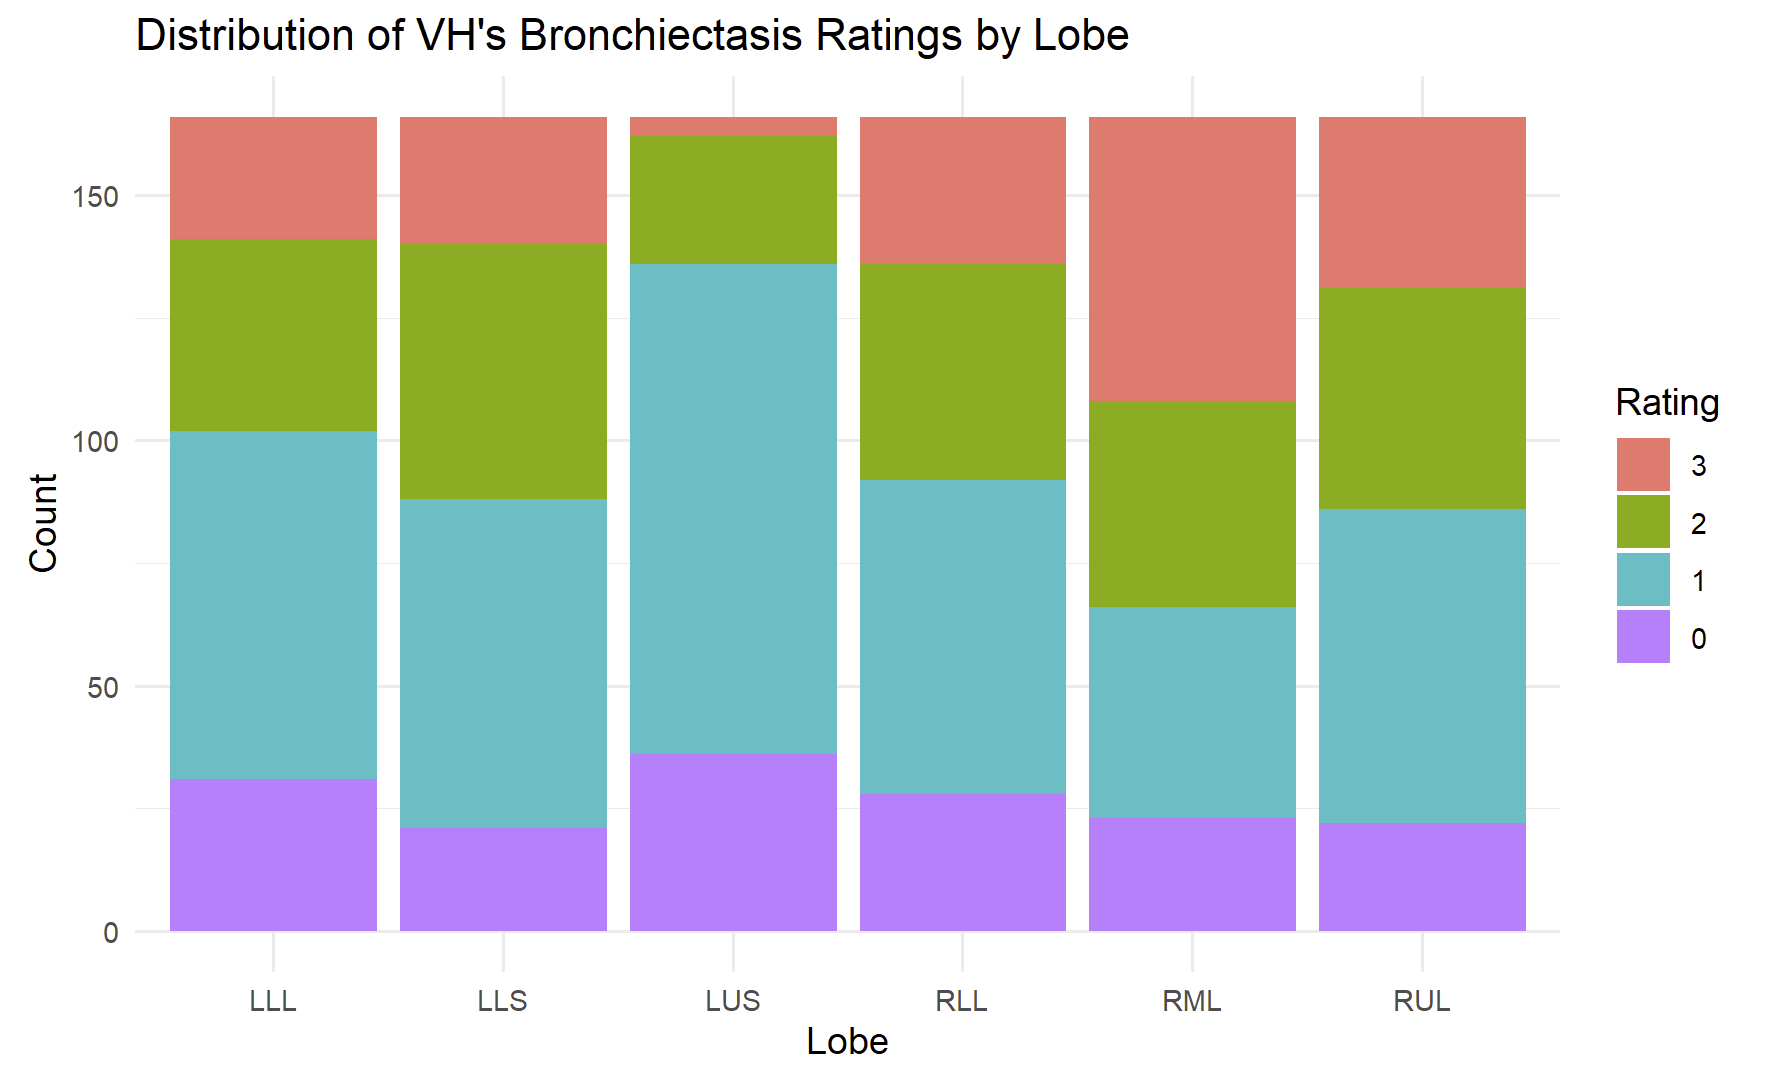 Distribution of VH's Bronchiectasis Ratings by Lobe
150
100
50
0
Count
LLL
LLS
LUS
RLL
RML
RUL
Lobe
Rating
3
2
1
0